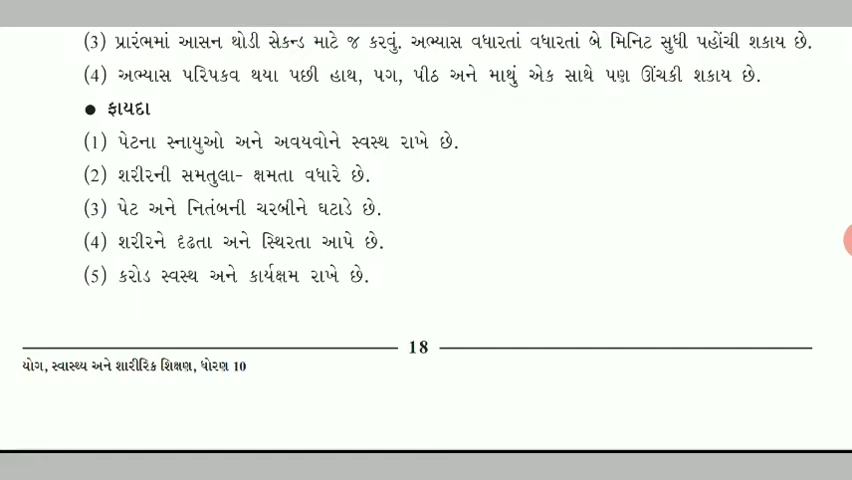 (3) પ્રારંભમાં આસન થોડી સેકન્ડ માટે જ કરવું. અભ્યાસ વધારતાં વધારતાં બે મિનિટ સુધી પહોંચી શકાય છે.
(4) અભ્યાસ પરિપકવ થયા પછી હાથ, પગ, પીઠ અને માથું એક સાથે પણ ઊંચકી શકાય છે.
● ફાયદા
(1) પેટના સ્નાયુઓ અને અવયવોને સ્વસ્થ રાખે છે.
(2) શરીરની સમતુલા- ક્ષમતા વધારે છે.
(3) પેટ અને નિતંબની ચરબીને ઘટાડે છે.
(4) શરીરને દૃઢતા અને સ્થિરતા આપે છે.
(5) કરોડ સ્વસ્થ અને કાર્યક્ષમ રાખે છે.
18
યોગ, સ્વાસ્થ્ય અને શારીરિક શિક્ષણ, ધોરણ 10